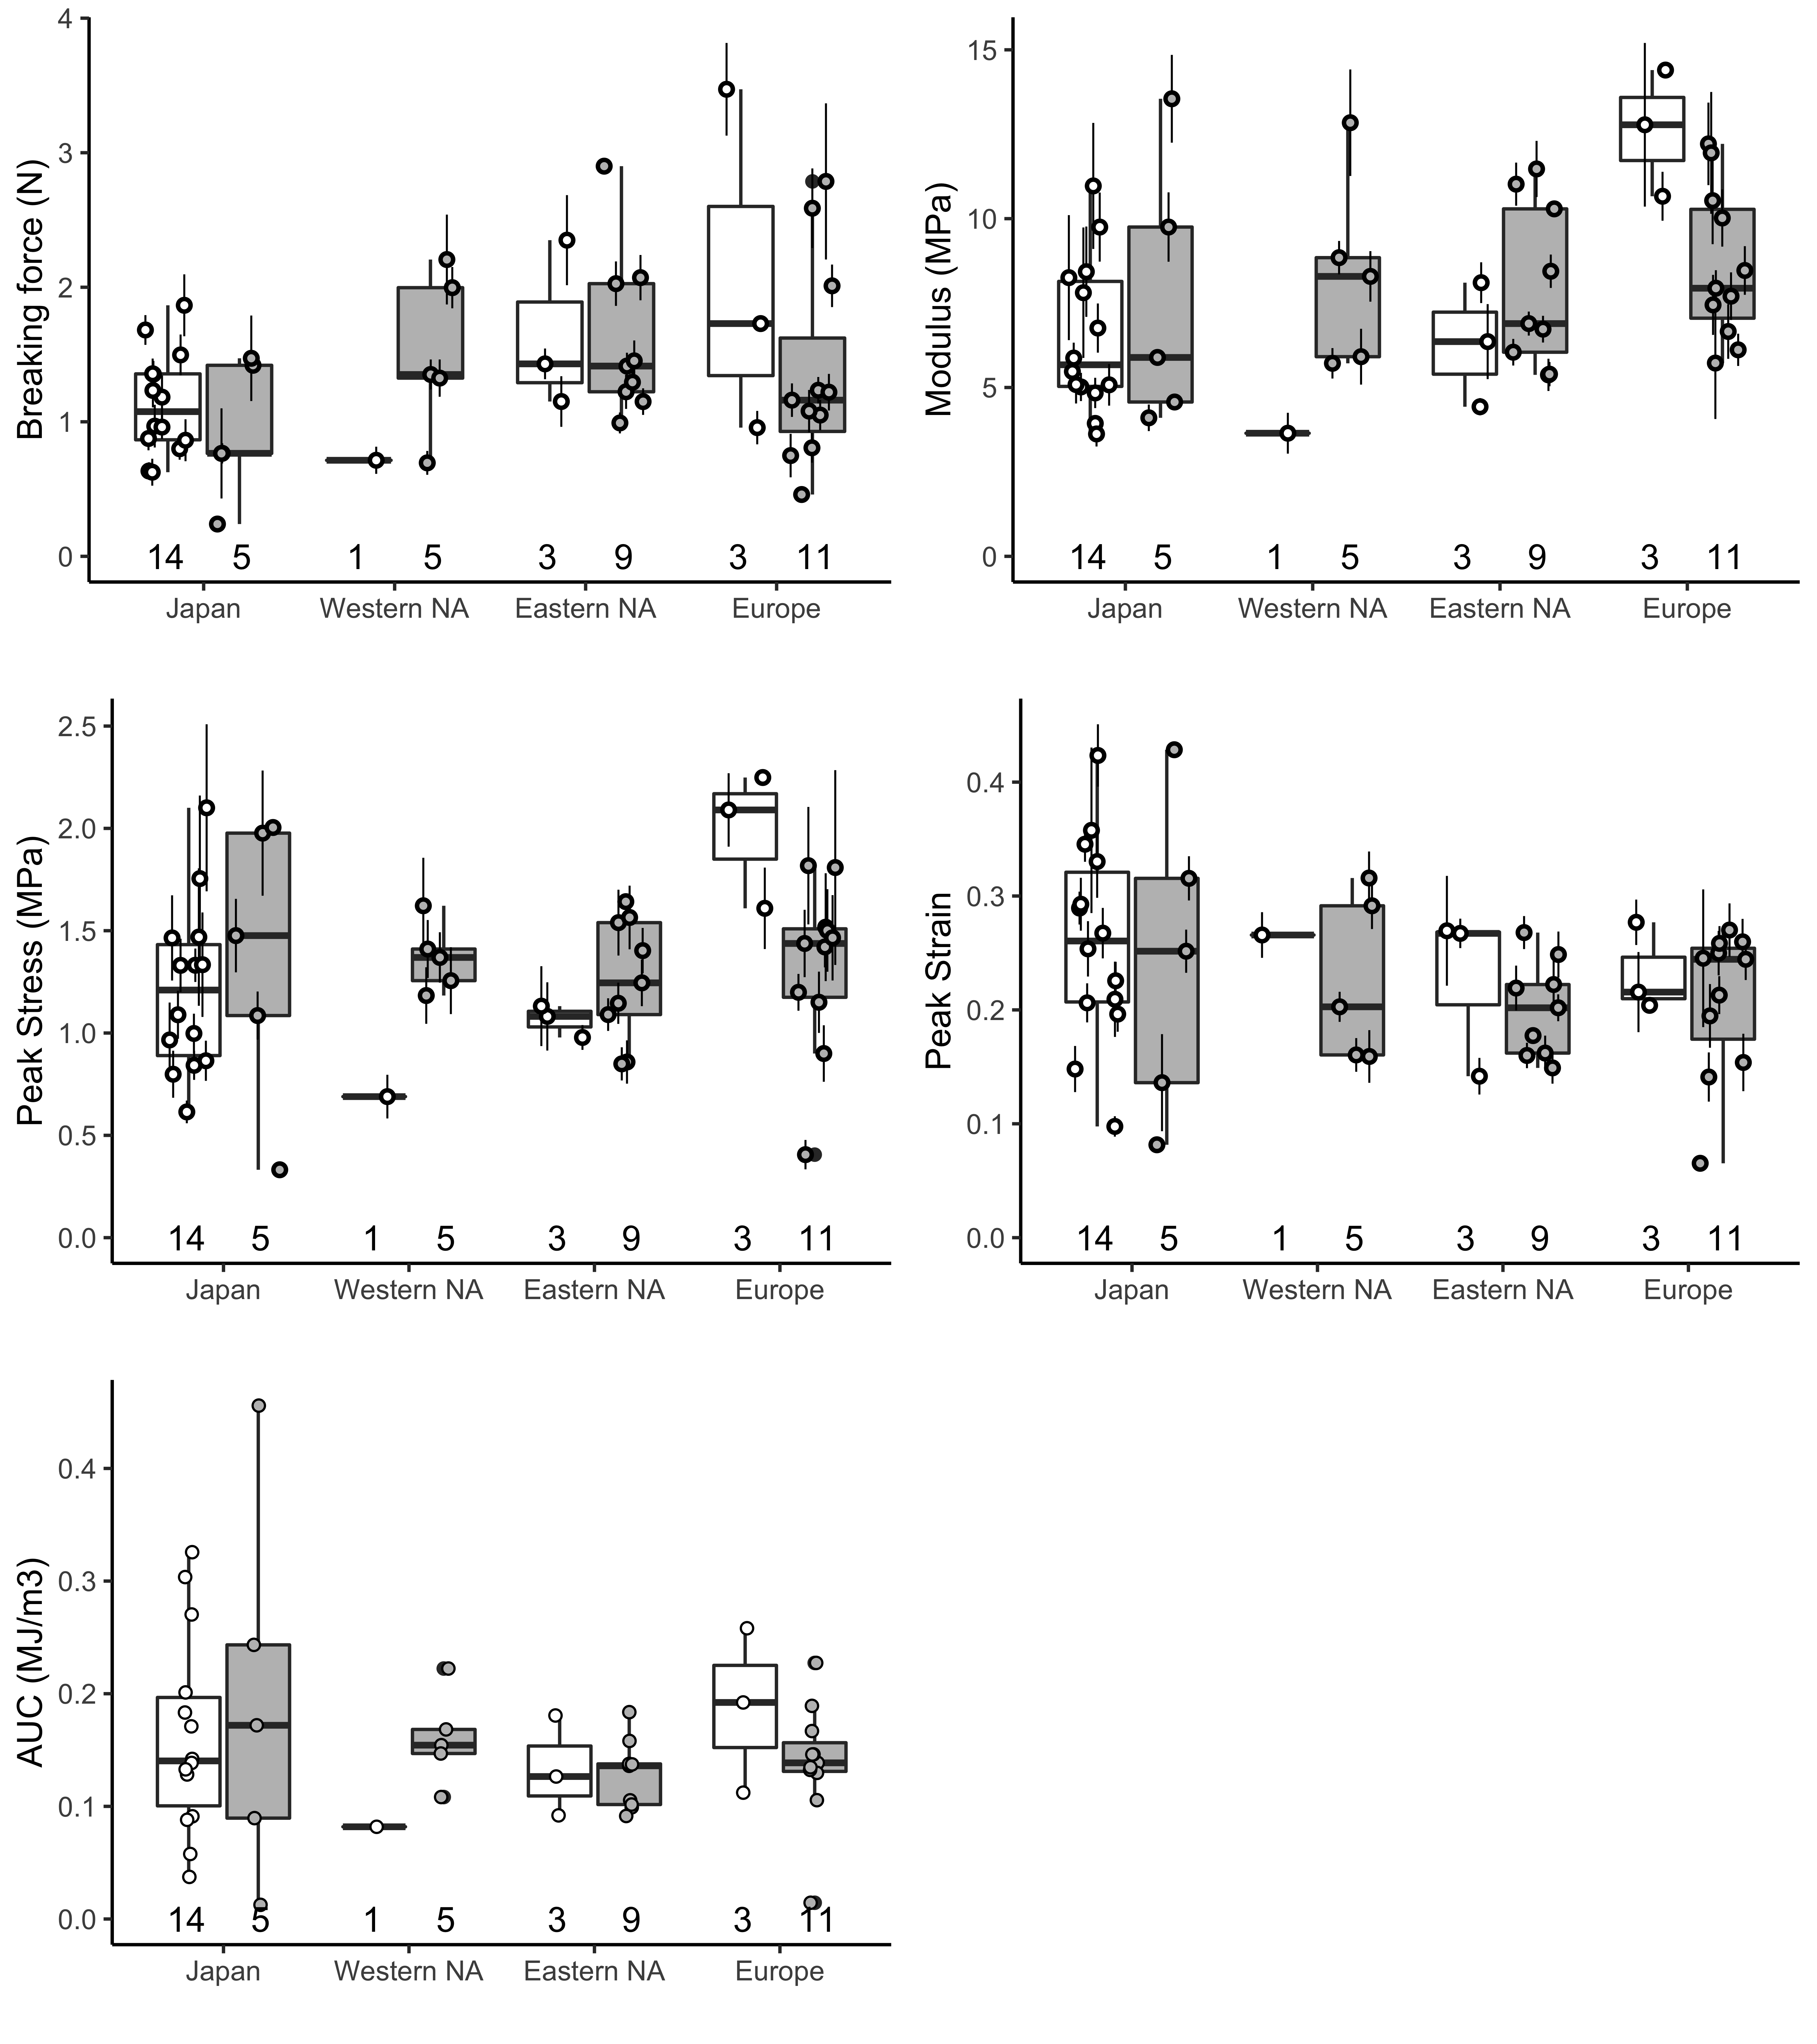 Breaking force (N)
4
3
2
1
0
14 5 1 5 3 9 3 11
Japan Western NA Eastern NA Europe
Modulus (MPa)
15
10
5
0
14 5 1 5 3 9 3 11
Japan Western NA Eastern NA Europe
Peak Stress (MPa)
2.5
2.0
1.5
1.0
0.5
0.0
14 5 1 5 3 9 3 11
Japan Western NA Eastern NA Europe
Peak Strain
0.4
0.3
0.2
0.1
0.0
14 5 1 5 3 9 3 11
Japan Western NA Eastern NA Europe
AUC (MJ/m3)
0.4
0.3
0.2
0.1
0.0
14 5 1 5 3 9 3 11
Japan Western NA Eastern NA Europe